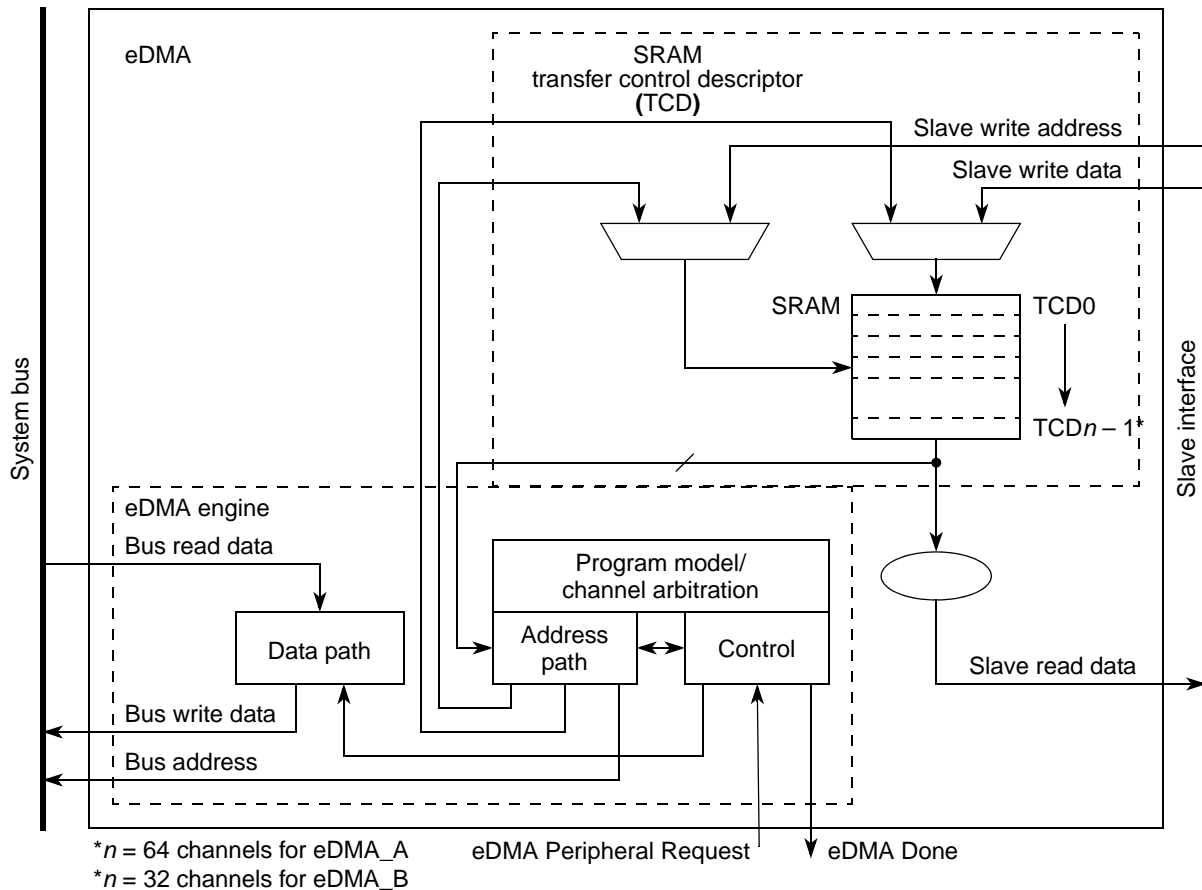 eDMA
SRAM
transfer control descriptor
(TCD)
Slave write address
Slave write data
SRAM
TCD0
TCDn – 1*
System bus
Slave interface
eDMA engine
Bus read data
Program model/
channel arbitration
Data path
Address
path
Control
Slave read data
Bus write data
Bus address
*n = 64 channels for eDMA_A
*n = 32 channels for eDMA_B
eDMA Peripheral Request
eDMA Done